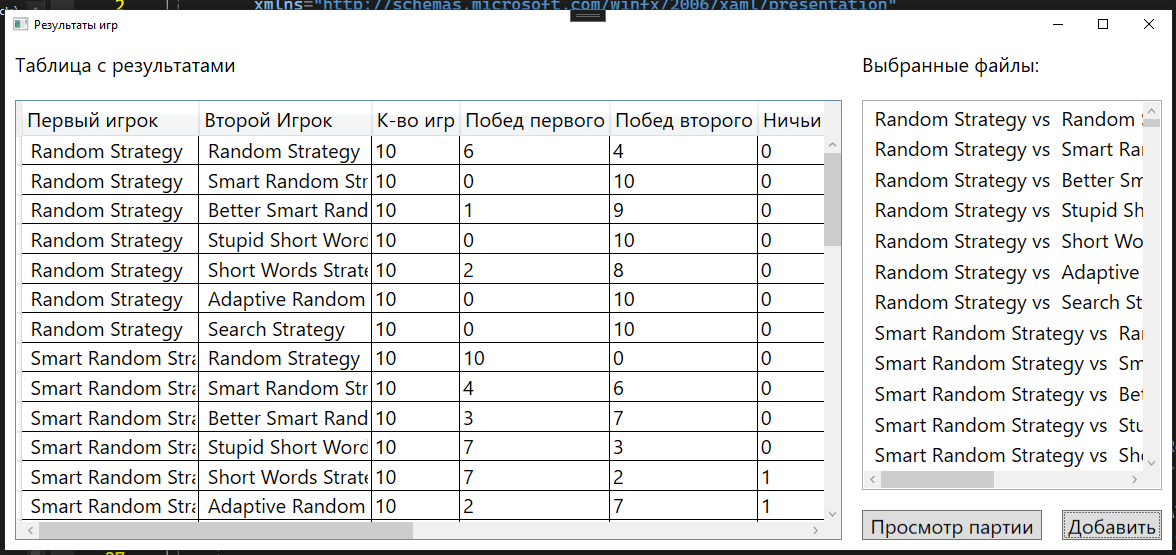 2 xmlns="http://schemas.microsoft.com/winfx/2006/xaml/presentation"
Результаты игр
Таблица с результатами
Выбранные файлы:
Первый игрок Второй Игрок К-во игр Побед первого Побед второго Ничьи
Random Strategy Random Strategy 10 6 4 0
Random Strategy Smart Random Str 10 0 10 0
Random Strategy Better Smart Rand 10 1 9 0
Random Strategy Stupid Short Word 10 0 10 0
Random Strategy Short Words Strate 10 2 8 0
Random Strategy Adaptive Random 10 0 10 0
Random Strategy Search Strategy 10 0 10 0
Smart Random Stra Random Strategy 10 10 0 0
Smart Random Stra Smart Random Str 10 4 6 0
Smart Random Stra Better Smart Rand 10 3 7 0
Smart Random Stra Stupid Short Word 10 7 3 0
Smart Random Stra Short Words Strate 10 7 2 1
Smart Random Stra Adaptive Random 10 2 7 1
Random Strategy vs Random S
Random Strategy vs Smart Ra
Random Strategy vs Better Sm
Random Strategy vs Stupid Sh
Random Strategy vs Short Wo
Random Strategy vs Adaptive
Random Strategy vs Search St
Smart Random Strategy vs Ra
Smart Random Strategy vs Sm
Smart Random Strategy vs Bet
Smart Random Strategy vs Stu
Smart Random Strategy vs Sho
Просмотр партии Добавить
27